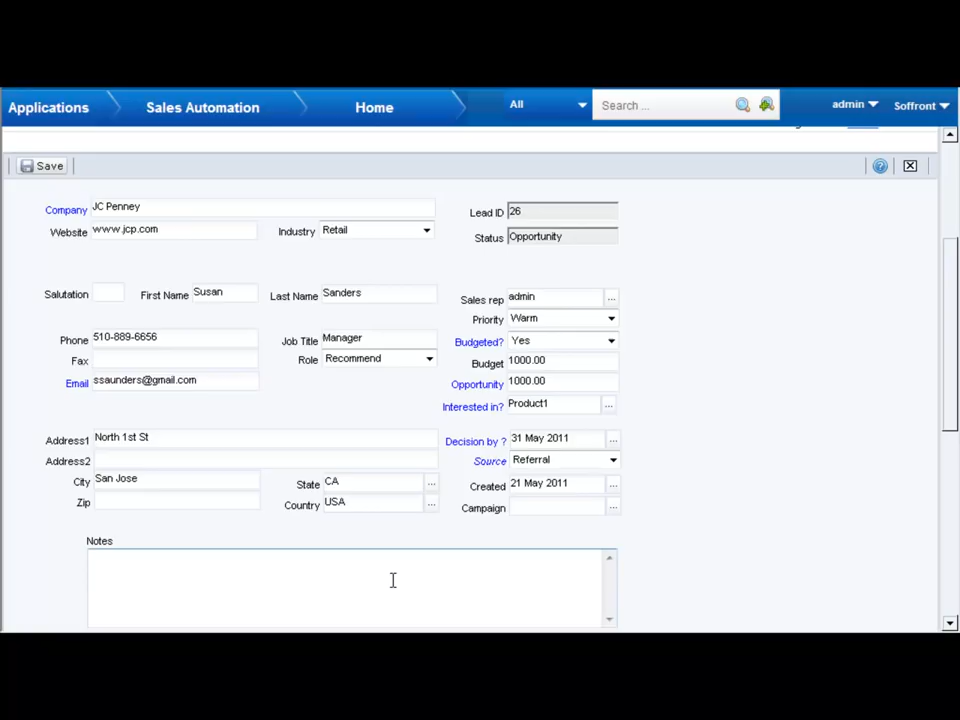 Applications Sales Automation Home All Search ... admin Soffront
Save
Company JC Penney Lead ID 26
Website www.jcp.com Industry Retail Status Opportunity
Salutation First Name Susan Last Name Sanders Sales rep admin
Priority Warm
Phone 510-889-6656 Job Title Manager Budgeted? Yes
Fax Role Recommend Budget 1000.00
Email ssaunders@gmail.com Opportunity 1000.00
Interested in? Product1
Address1 North 1st St Decision by ? 31 May 2011
Address2 Source Referral
City San Jose State CA Created 21 May 2011
Zip Country USA Campaign
Notes